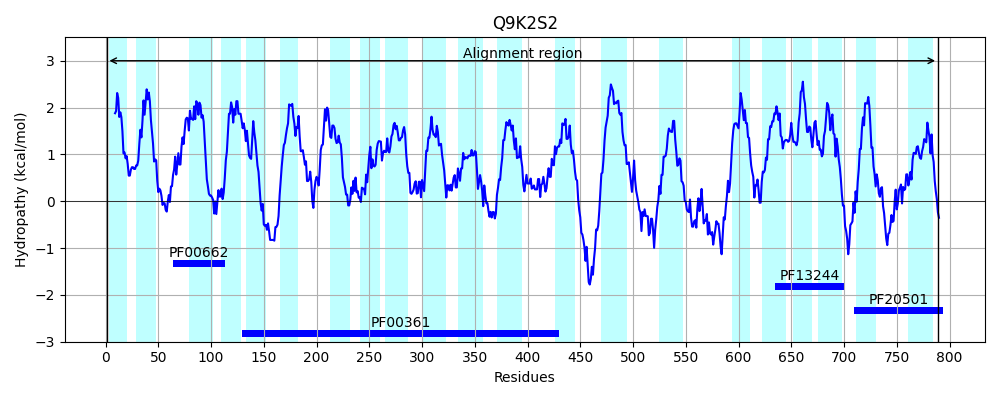 Q9K2S2
Alignment region
Hydropathy (kcal/mol)
3
2
1
0
−1
−2
−3
PF00662
PF13244
PF20501
PF00361
0 50 100 150 200 250 300 350 400 450 500 550 600 650 700 750 800
Residues